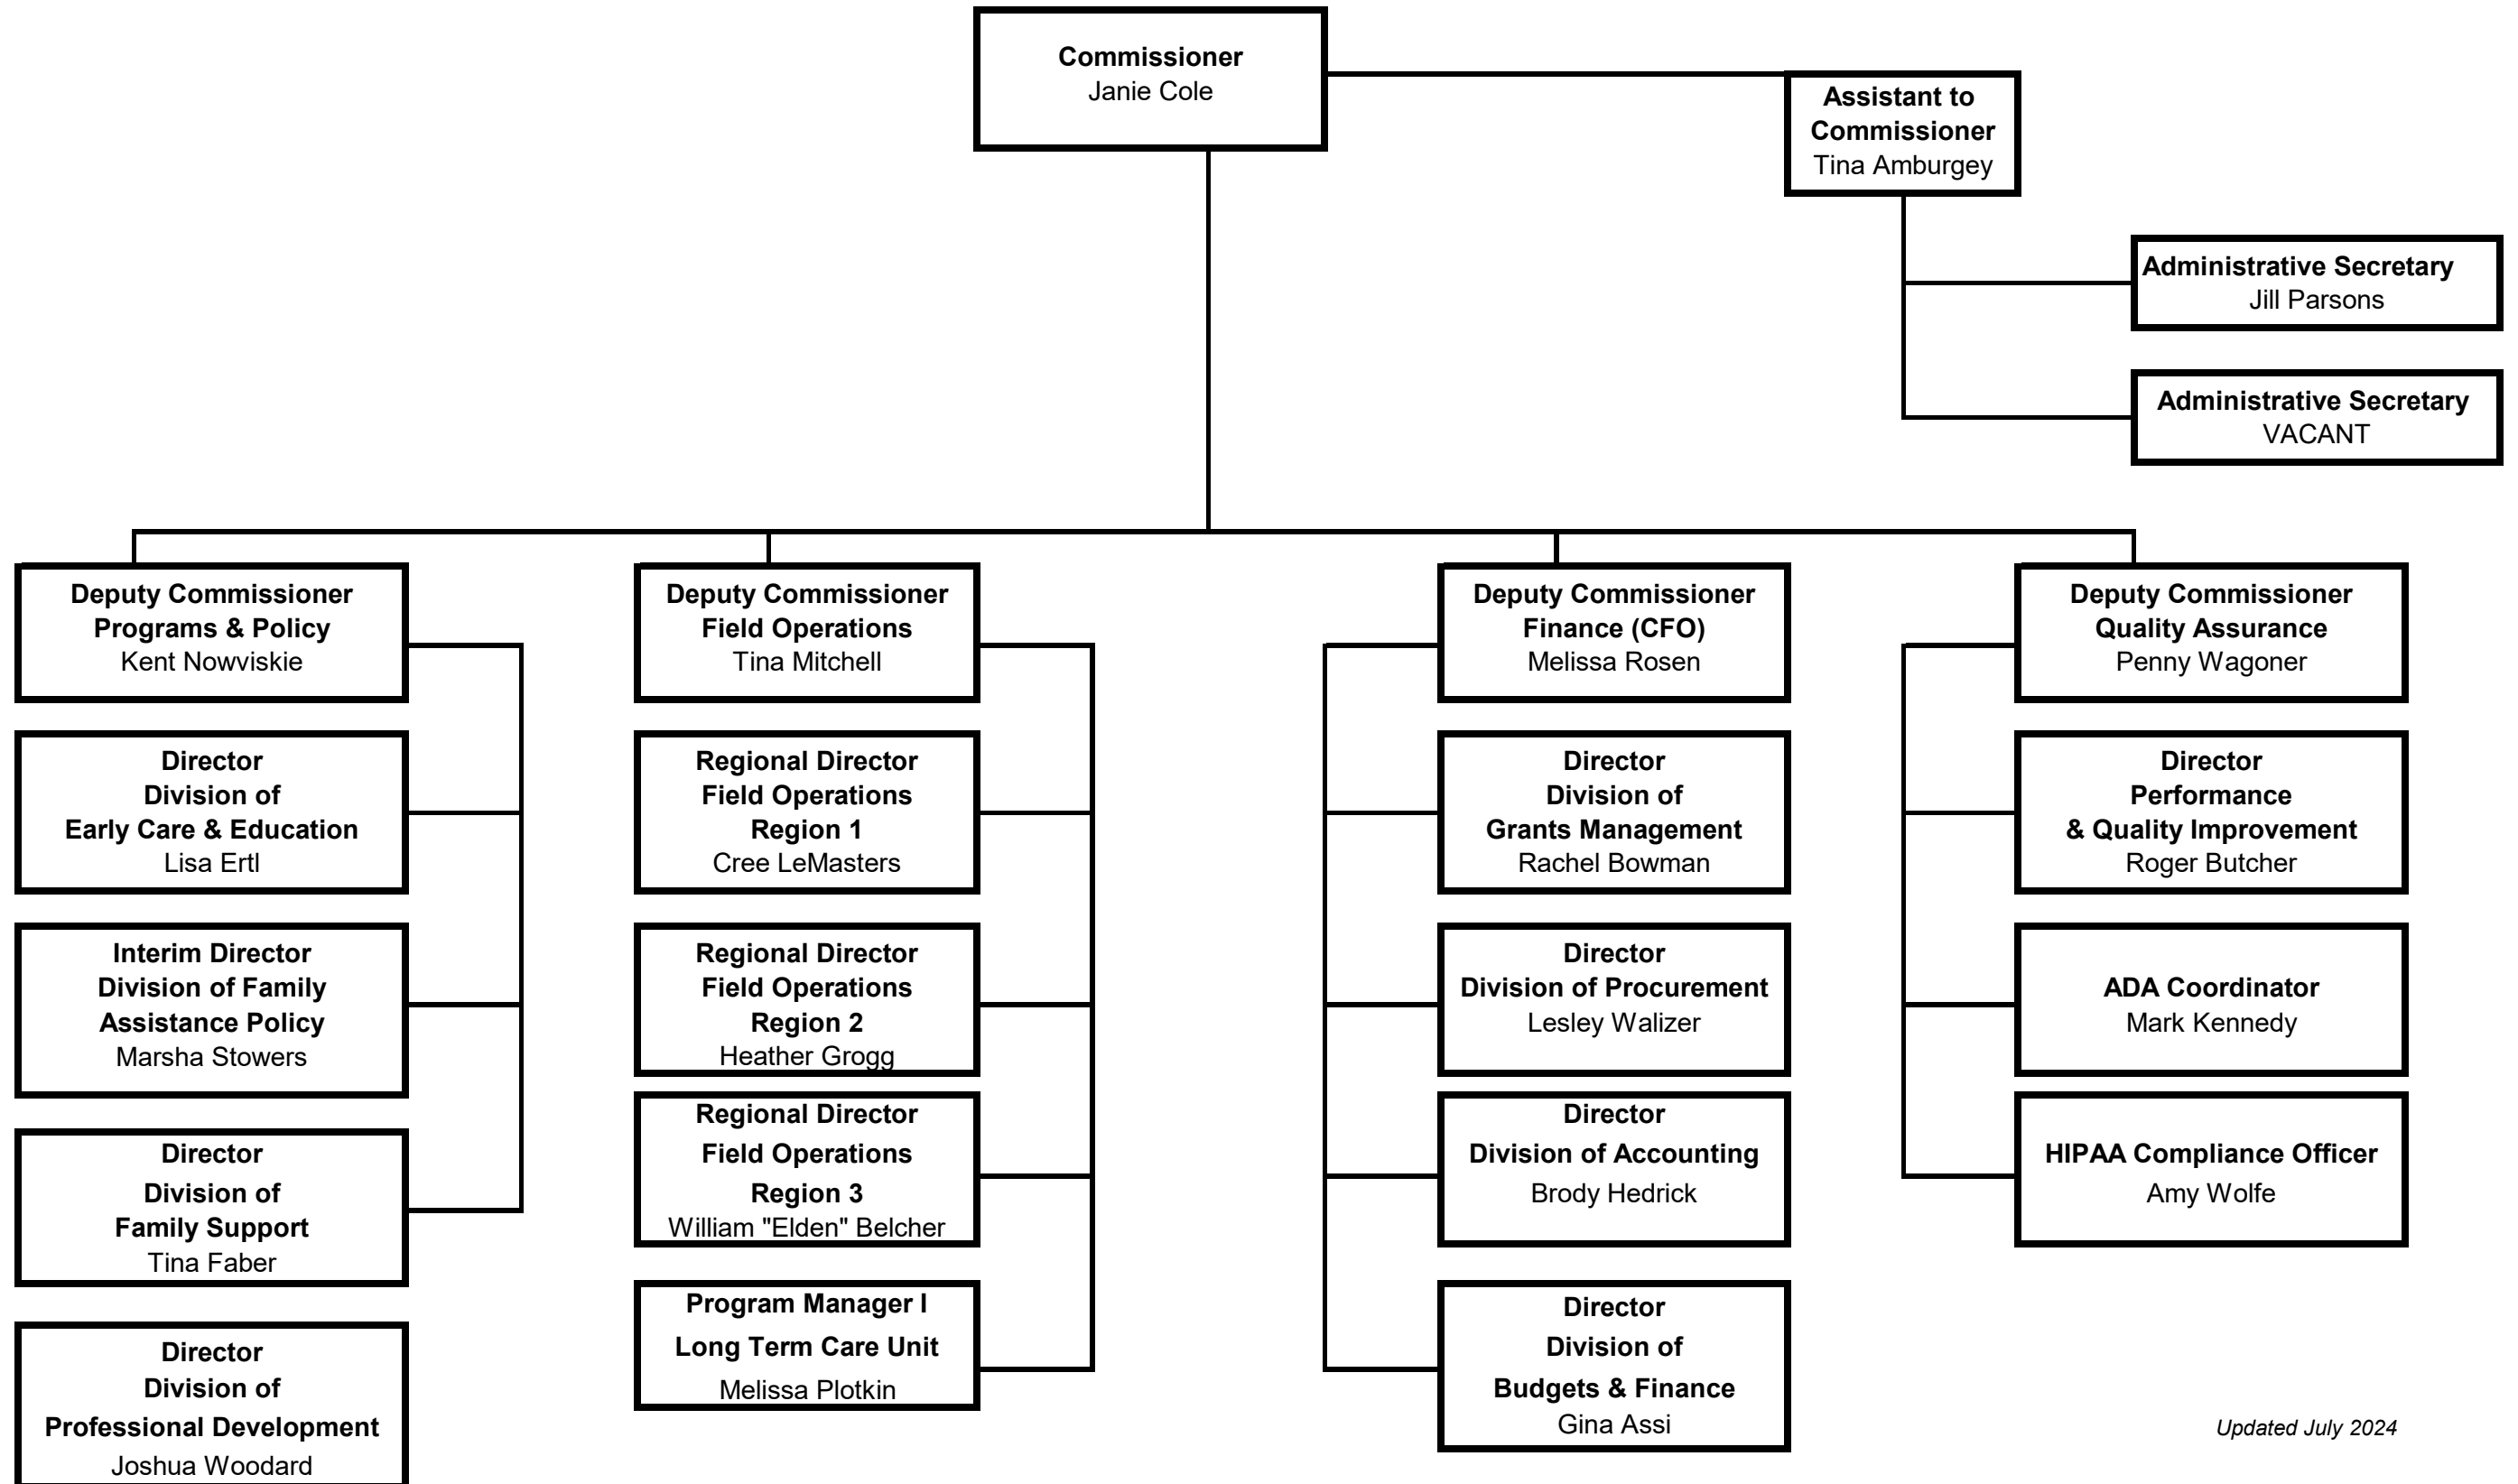 Commissioner
Janie Cole
Assistant to
Commissioner
Tina Amburgey
Administrative Secretary
Jill Parsons
Administrative Secretary
VACANT
Deputy Commissioner
Programs & Policy
Kent Nowviskie
Director
Division of
Early Care & Education
Lisa Ertl
Interim Director
Division of Family
Assistance Policy
Marsha Stowers
Director
Division of
Family Support
Tina Faber
Director
Division of
Professional Development
Joshua Woodard
Deputy Commissioner
Field Operations
Tina Mitchell
Regional Director
Field Operations
Region 1
Cree LeMasters
Regional Director
Field Operations
Region 2
Heather Grogg
Regional Director
Field Operations
Region 3
William "Elden" Belcher
Program Manager I
Long Term Care Unit
Melissa Plotkin
Deputy Commissioner
Finance (CFO)
Melissa Rosen
Director
Division of
Grants Management
Rachel Bowman
Director
Division of Procurement
Lesley Walizer
Director
Division of Accounting
Brody Hedrick
Director
Division of
Budgets & Finance
Gina Assi
Deputy Commissioner
Quality Assurance
Penny Wagoner
Director
Performance
& Quality Improvement
Roger Butcher
ADA Coordinator
Mark Kennedy
HIPAA Compliance Officer
Amy Wolfe
Updated July 2024